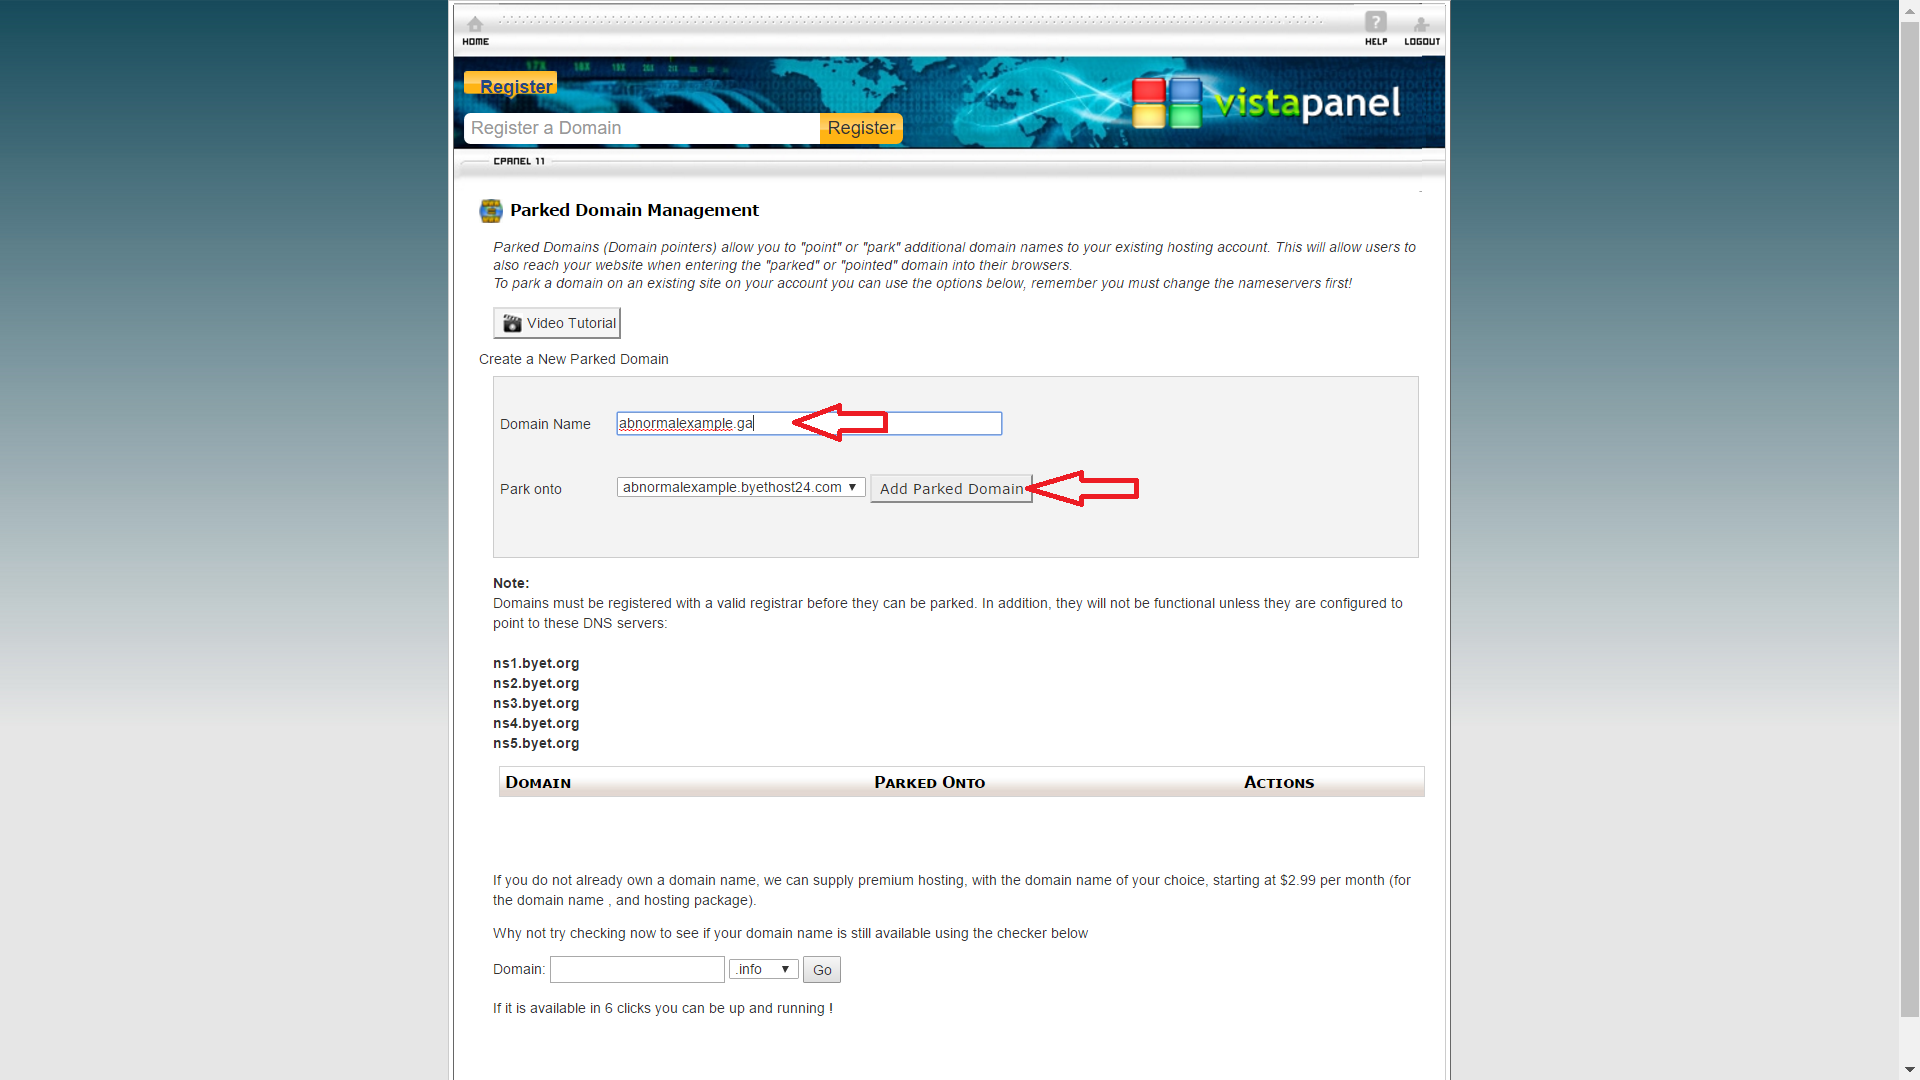 HOME
HELP
LOGOUT
Register
Register a Domain
Register
vistapanel
CPANEL 11
Parked Domain Management
Parked Domains (Domain pointers) allow you to "point" or "park" additional domain names to your existing hosting account. This will allow users to
also reach your website when entering the "parked" or "pointed" domain into their browsers.
To park a domain on an existing site on your account you can use the options below, remember you must change the nameservers first!
Video Tutorial
Create a New Parked Domain
Domain Name
abnormalexample.ga
Park onto
abnormalexample.byethost24.com
Add Parked Domain
Note:
Domains must be registered with a valid registrar before they can be parked. In addition, they will not be functional unless they are configured to
point to these DNS servers:
ns1.byet.org
ns2.byet.org
ns3.byet.org
ns4.byet.org
ns5.byet.org
DOMAIN
PARKED ONTO
ACTIONS
If you do not already own a domain name, we can supply premium hosting, with the domain name of your choice, starting at $2.99 per month (for
the domain name , and hosting package).
Why not try checking now to see if your domain name is still available using the checker below
Domain:
.info
Go
If it is available in 6 clicks you can be up and running !